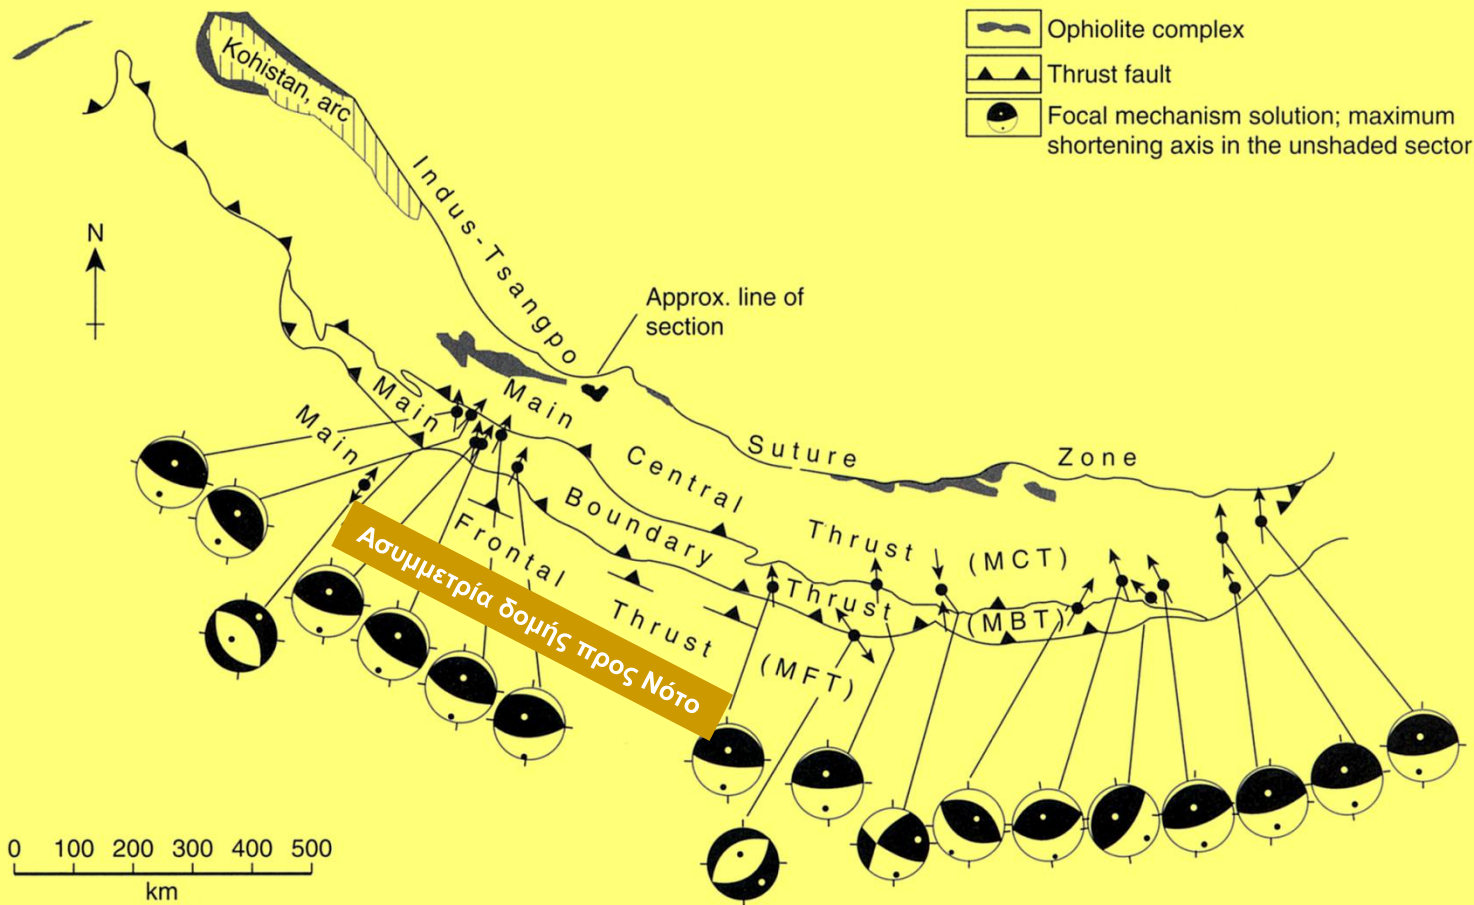 Ophiolite complex
Thrust fault
Focal mechanism solution; maximum
shortening axis in the unshaded sector
Kohistan, arc
N
Indus-Tsangpo
Suture
Zone
Approx. line of
section
Main
Central
Thrust
(MCT)
Main
Boundary
Thrust
(MBT)
Main
Frontal
Thrust
(MFT)
Ασυμμετρία δομής προς Νότο
0 100 200 300 400 500
km